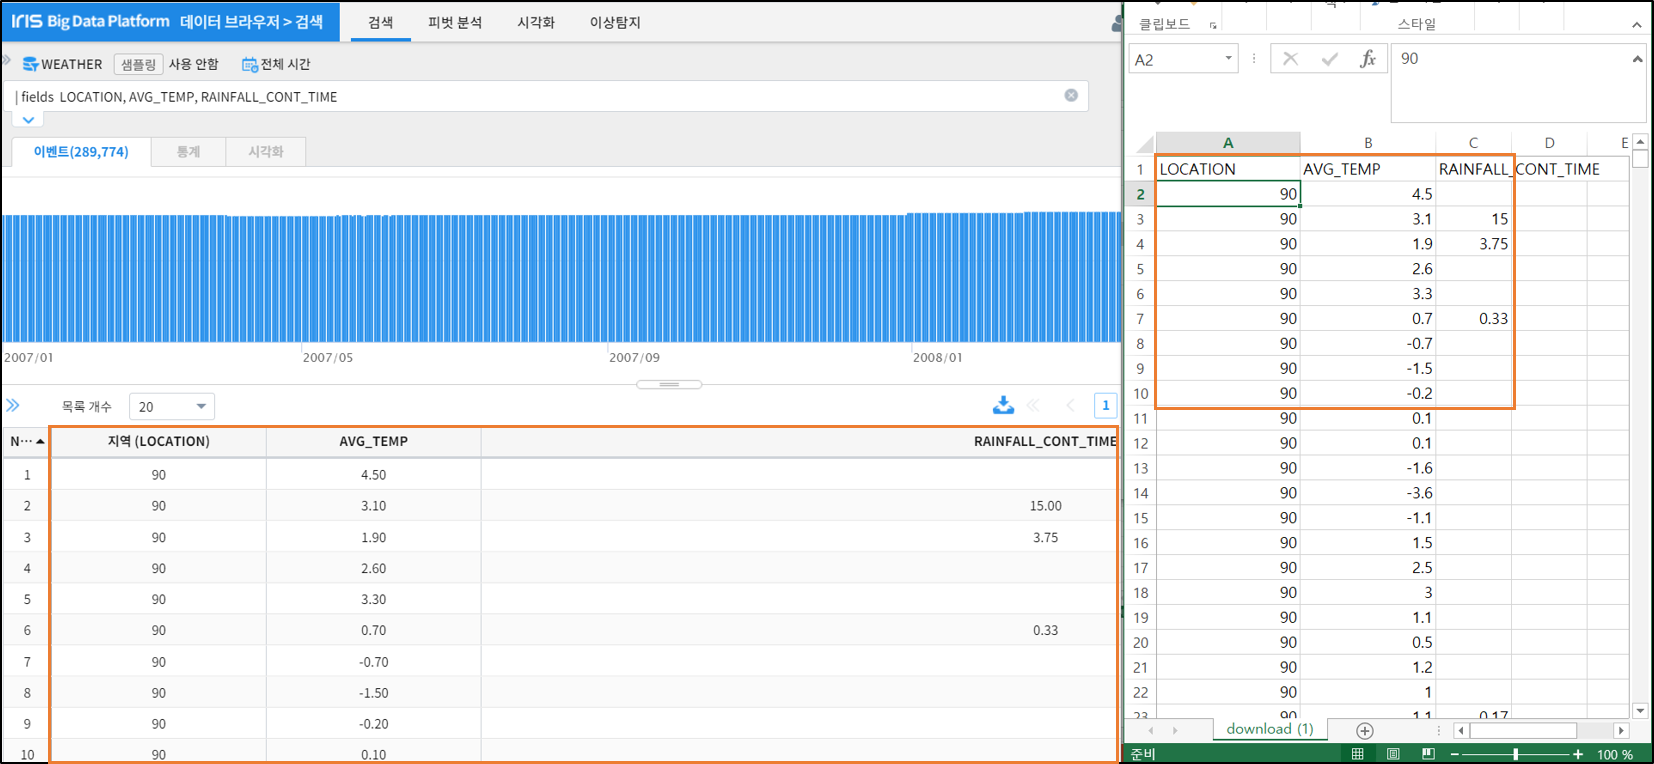 IRIS Big Data Platform 데이터 브라우저 > 검색
검색 피벗 분석 시각화 이상탐지
WEATHER 샘플링 사용 안함 전체 시간
| fields LOCATION, AVG_TEMP, RAINFALL_CONT_TIME
이벤트(289,774) 통계 시각화
2007/01 2007/05 2007/09 2008/01
목록 개수 20 1
N··· 지역 (LOCATION) AVG_TEMP RAINFALL_CONT_TIME
1 90 4.50
2 90 3.10 15.00
3 90 1.90 3.75
4 90 2.60
5 90 3.30
6 90 0.70 0.33
7 90 -0.70
8 90 -1.50
9 90 -0.20
10 90 0.10
클립보드 스타일
A2 fx 90
A B C D E
1 LOCATION AVG_TEMP RAINFALL_CONT_TIME
2 90 4.5
3 90 3.1 15
4 90 1.9 3.75
5 90 2.6
6 90 3.3
7 90 0.7 0.33
8 90 -0.7
9 90 -1.5
10 90 -0.2
11 90 0.1
12 90 0.1
13 90 -1.6
14 90 -3.6
15 90 -1.1
16 90 1.5
17 90 2.5
18 90 3
19 90 1.1
20 90 0.5
21 90 1.2
22 90 1
23 90 1.1 0.17
download (1)
준비 100 %